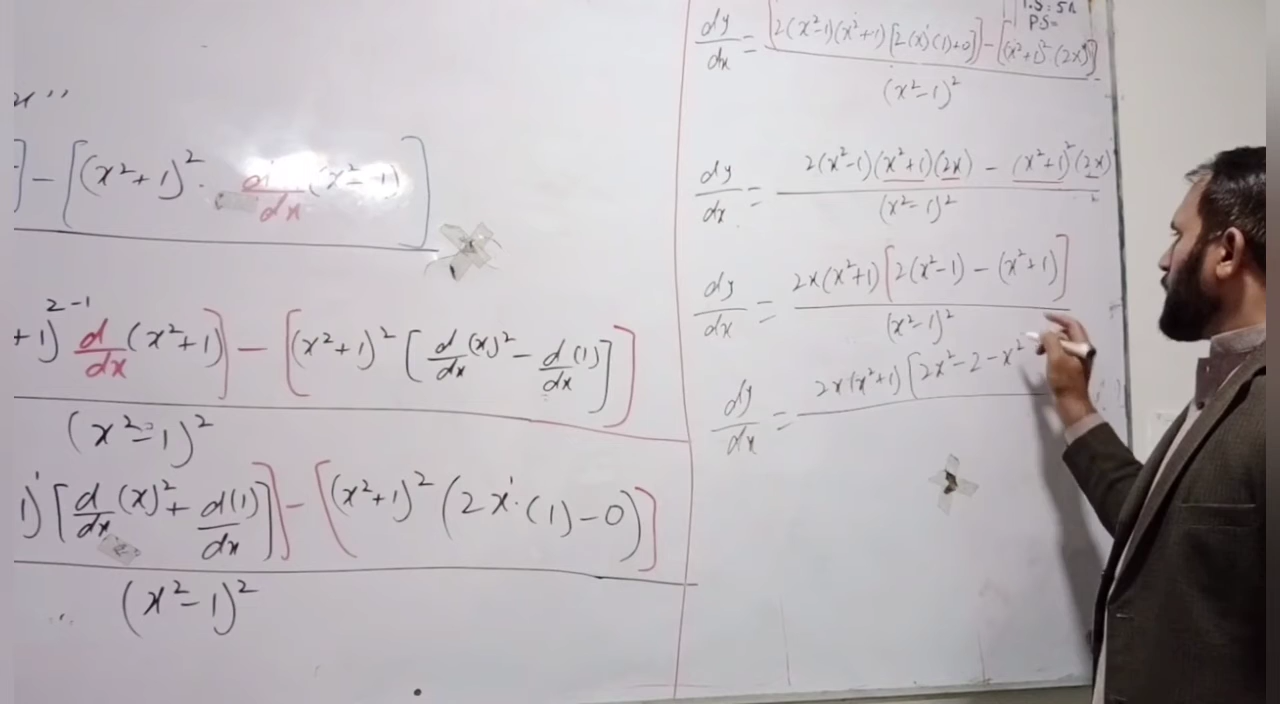 x"
] - [(x²+1)² · d/dx (x²-1)]
+1)²⁻¹ d/dx (x²+1)] - [(x²+1)² [d/dx (x)² - d/dx (1)]]
(x²-1)²
1)¹ [d/dx (x)² + d(1)/dx]] - [(x²+1)² (2x¹·(1)-0)]
(x²-1)²
T.S: 5A
P.S=
dy/dx = [2(x²-1)(x²+1)[2(x)¹(1)+0]] - [(x²+1)²(2x)]
(x²-1)²
dy/dx = 2(x²-1)(x²+1)(2x) - (x²+1)²(2x)
(x²-1)²
dy/dx = 2x(x²+1)[2(x²-1) - (x²+1)]
(x²-1)²
dy/dx = 2x(x²+1)[2x²-2-x²